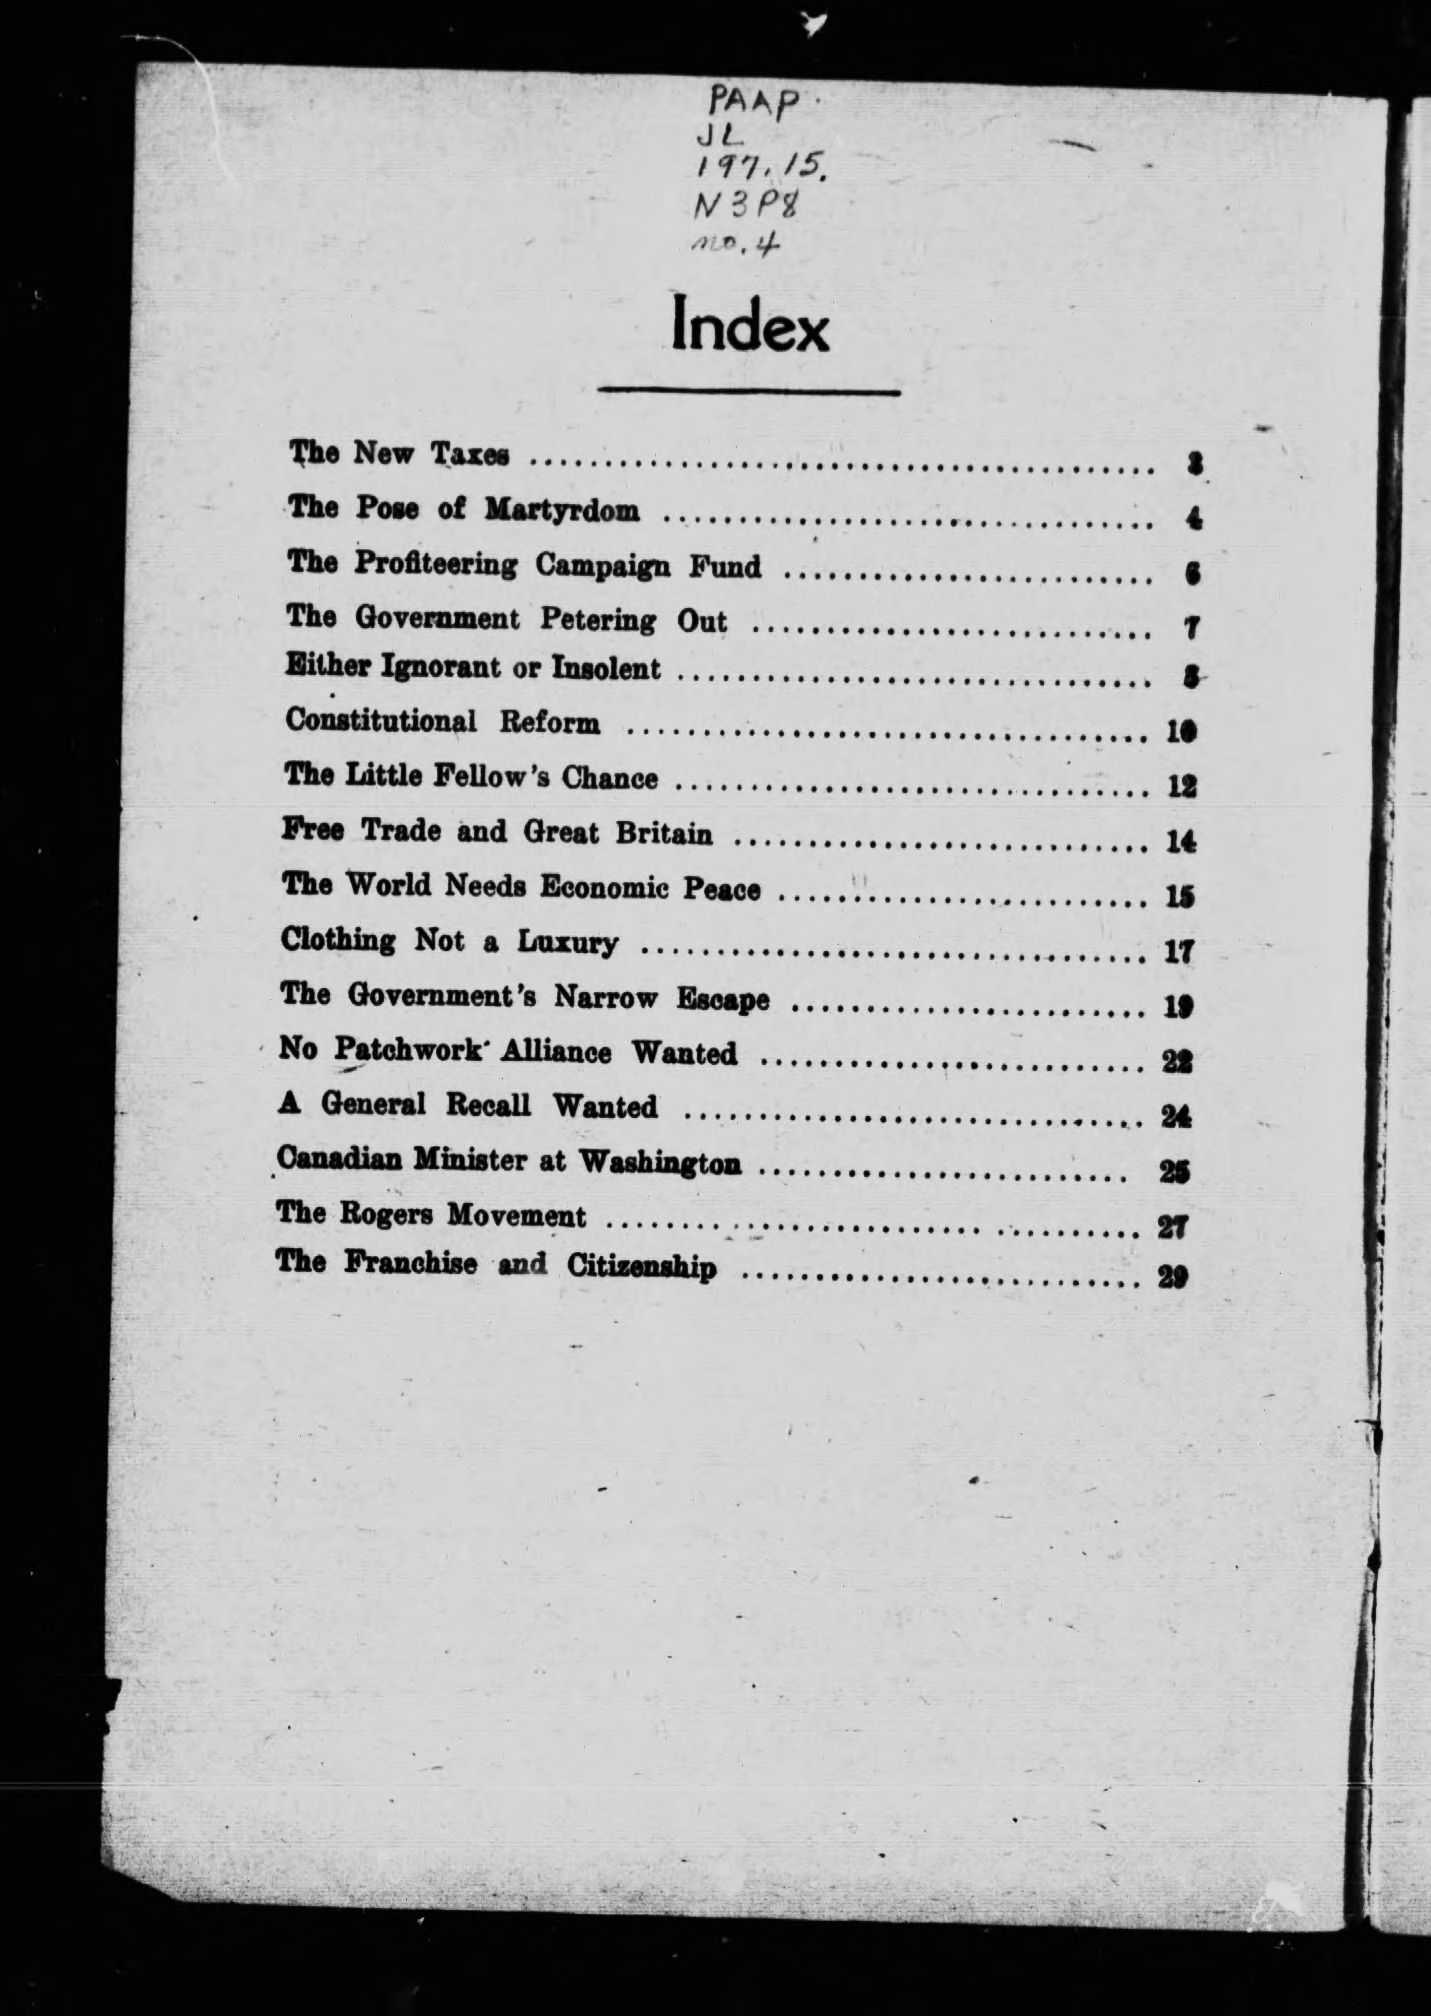 PAAP
JL
197.15.
N3P8
no. 4
Index
The New Taxes ........................................ 3
The Pose of Martyrdom ................................ 4
The Profiteering Campaign Fund ......................... 6
The Government Petering Out ........................... 7
Either Ignorant or Insolent ................................
Constitutional Reform ................................... 10
The Little Fellow's Chance ................................ 12
Free Trade and Great Britain ............................ 14
The World Needs Economic Peace ......................... 15
Clothing Not a Luxury .................................. 17
The Government's Narrow Escape ........................ 19
No Patchwork Alliance Wanted .......................... 22
A General Recall Wanted ............................... 24
Canadian Minister at Washington ......................... 25
The Rogers Movement .................................... 27
The Franchise and Citizenship ........................... 29